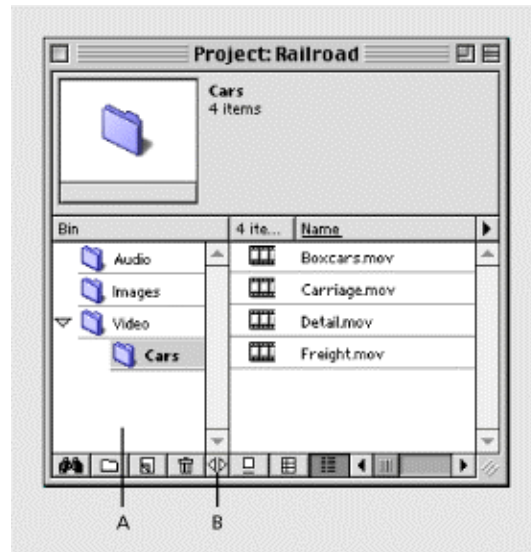 Project: Railroad
Cars
4 items
Bin
4 ite... Name
Audio
Boxcars.mov
Images
Carriage.mov
Video
Detail.mov
Cars
Freight.mov
A B